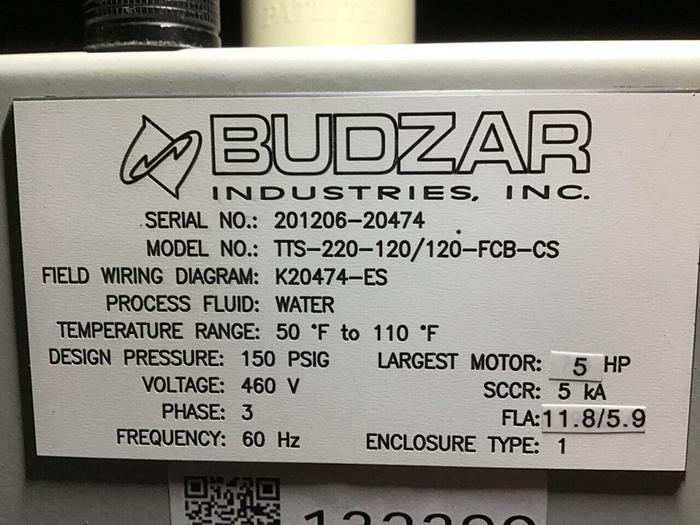 BUDZAR
INDUSTRIES, INC.
SERIAL NO.: 201206-20474
MODEL NO.: TTS-220-120/120-FCB-CS
FIELD WIRING DIAGRAM: K20474-ES
PROCESS FLUID: WATER
TEMPERATURE RANGE: 50 °F to 110 °F
DESIGN PRESSURE: 150 PSIG LARGEST MOTOR: 5 HP
VOLTAGE: 460 V SCCR: 5 kA
PHASE: 3 FLA: 11.8/5.9
FREQUENCY: 60 Hz ENCLOSURE TYPE: 1